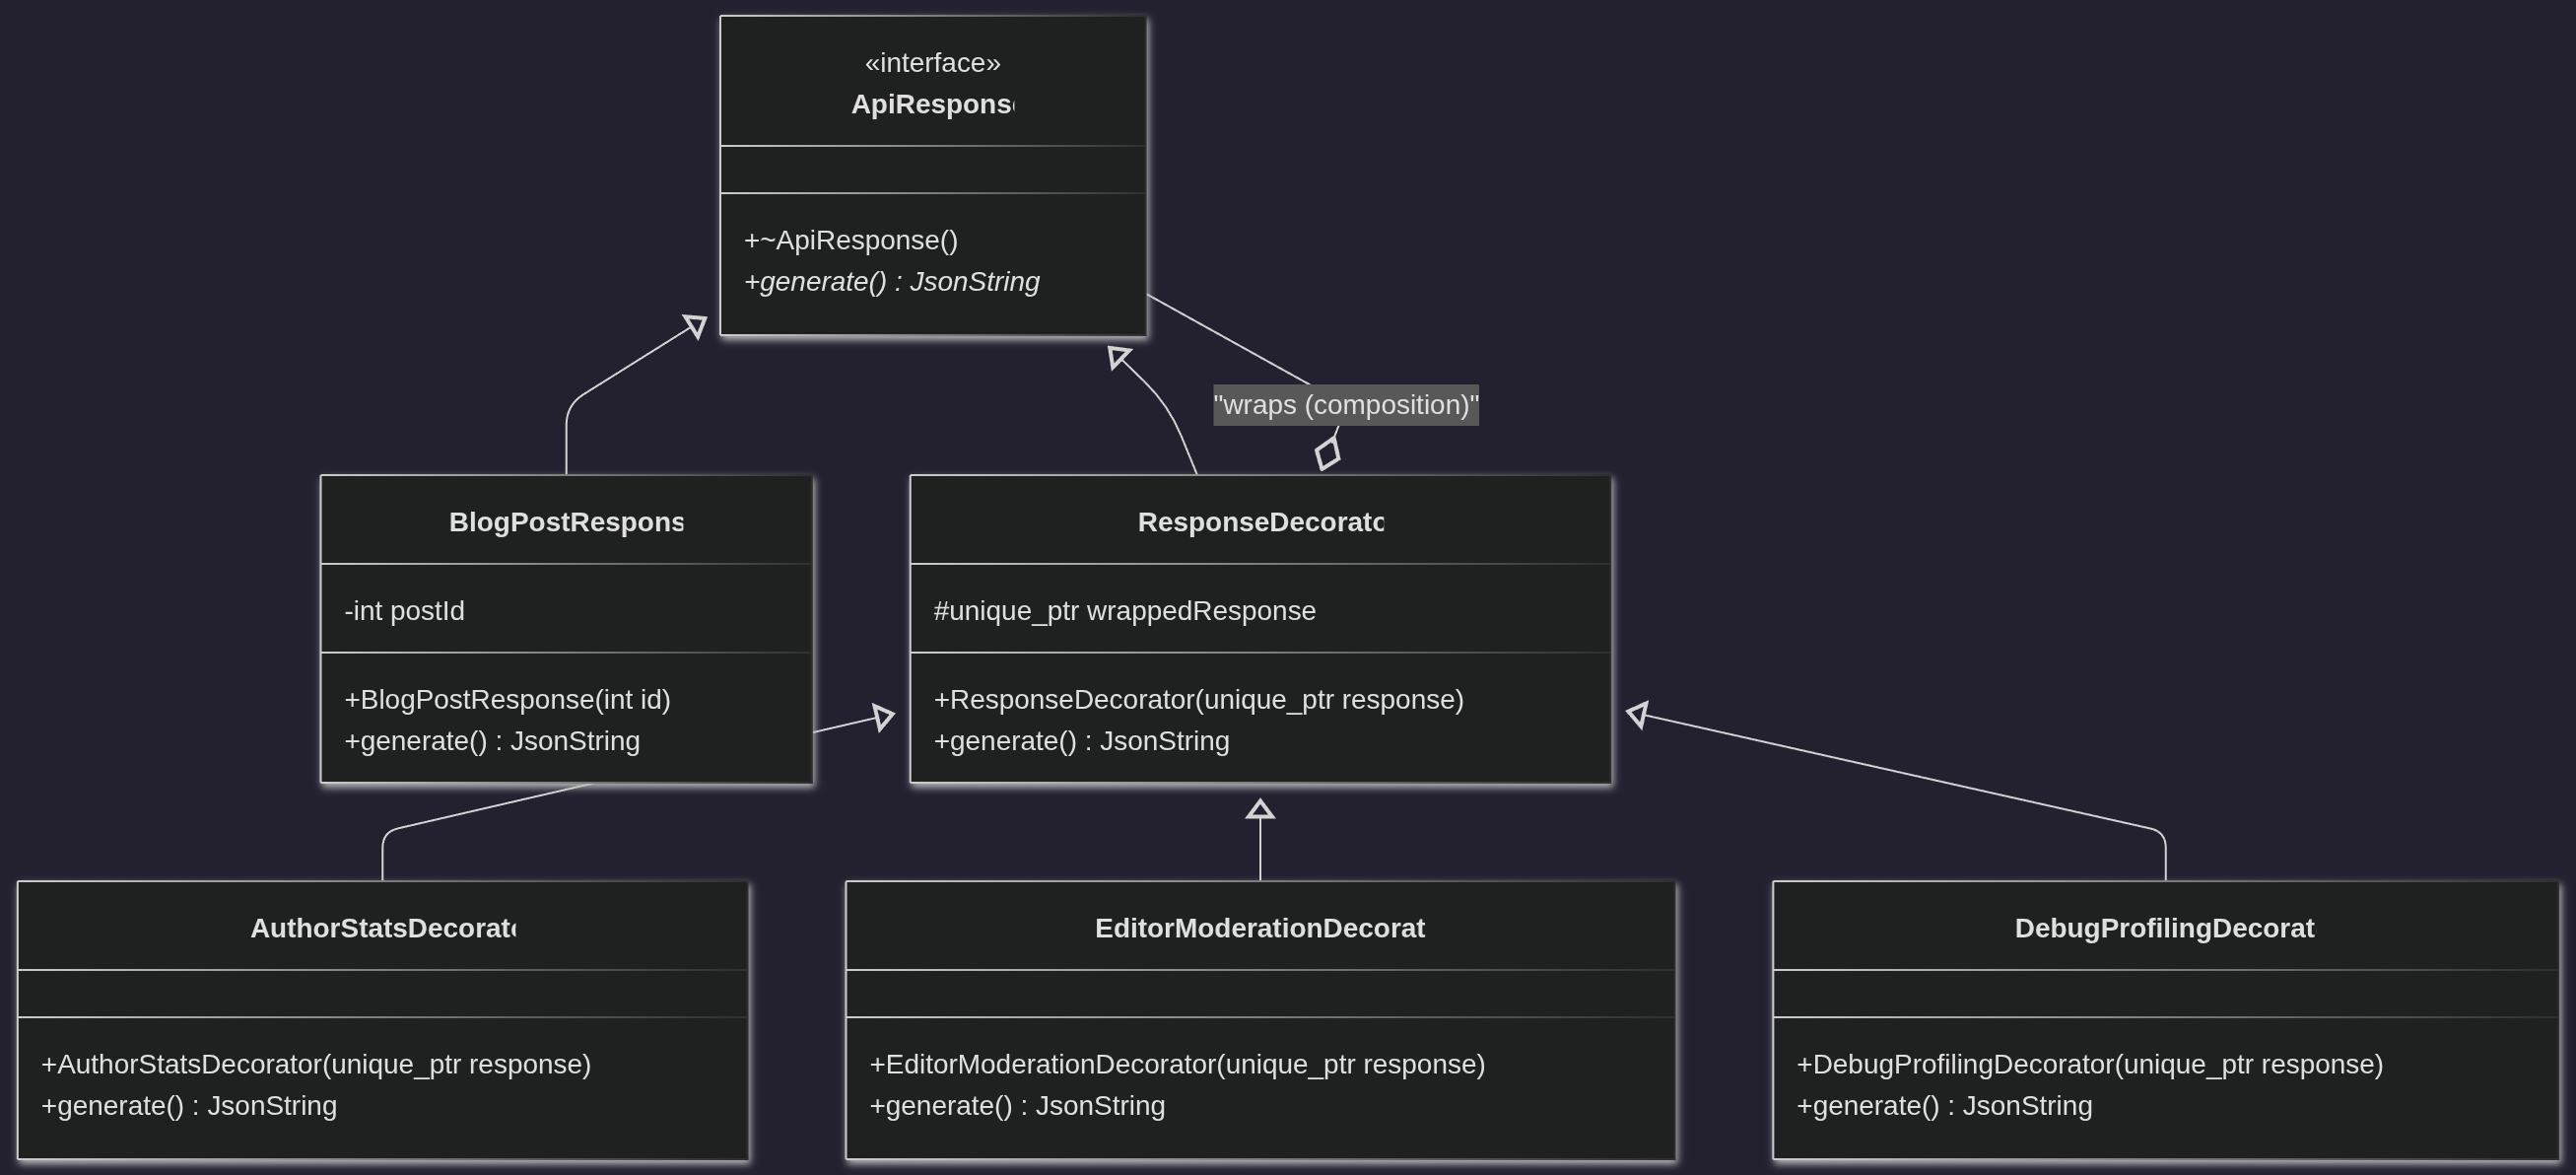 «interface»
ApiResponse
+~ApiResponse()
+generate() : JsonString
"wraps (composition)"
BlogPostRespons
-int postId
+BlogPostResponse(int id)
+generate() : JsonString
ResponseDecorato
#unique_ptr wrappedResponse
+ResponseDecorator(unique_ptr response)
+generate() : JsonString
AuthorStatsDecorato
+AuthorStatsDecorator(unique_ptr response)
+generate() : JsonString
EditorModerationDecorat
+EditorModerationDecorator(unique_ptr response)
+generate() : JsonString
DebugProfilingDecorat
+DebugProfilingDecorator(unique_ptr response)
+generate() : JsonString